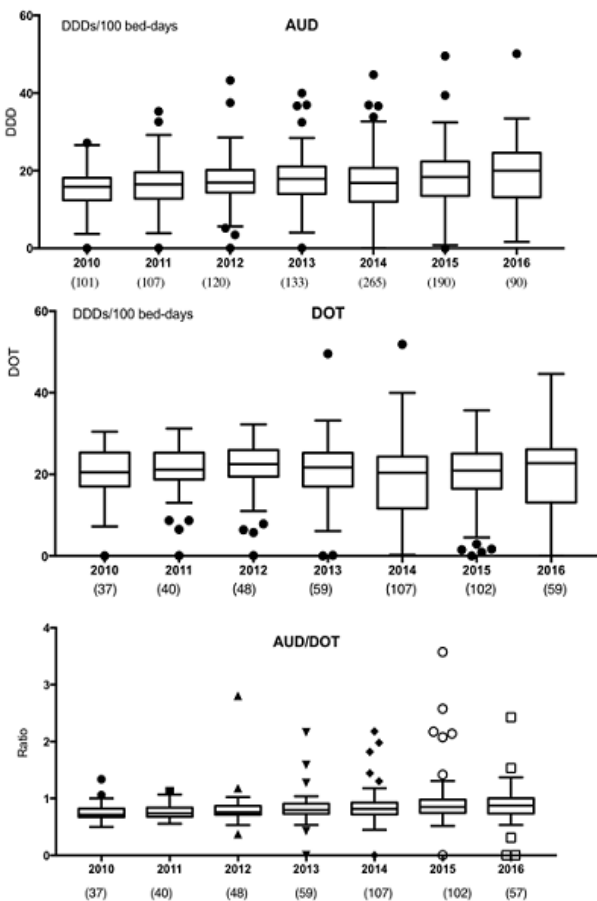 60
DDDs/100 bed-days AUD
40
DDD
20
0
2010 2011 2012 2013 2014 2015 2016
(101) (107) (120) (133) (265) (190) (90)
60
DDDs/100 bed-days DOT
DOT
40
20
0
2010 2011 2012 2013 2014 2015 2016
(37) (40) (48) (59) (107) (102) (59)
4
AUD/DOT
3
Ratio
2
1
0
2010 2011 2012 2013 2014 2015 2016
(37) (40) (48) (59) (107) (102) (57)